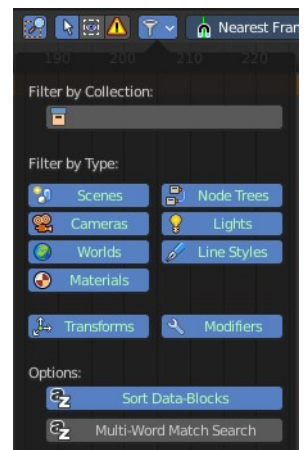 Nearest Fran
190 200 210 220
Filter by Collection:
Filter by Type:
Scenes Node Trees
Cameras Lights
Worlds Line Styles
Materials
Transforms Modifiers
Options:
Sort Data-Blocks
Multi-Word Match Search